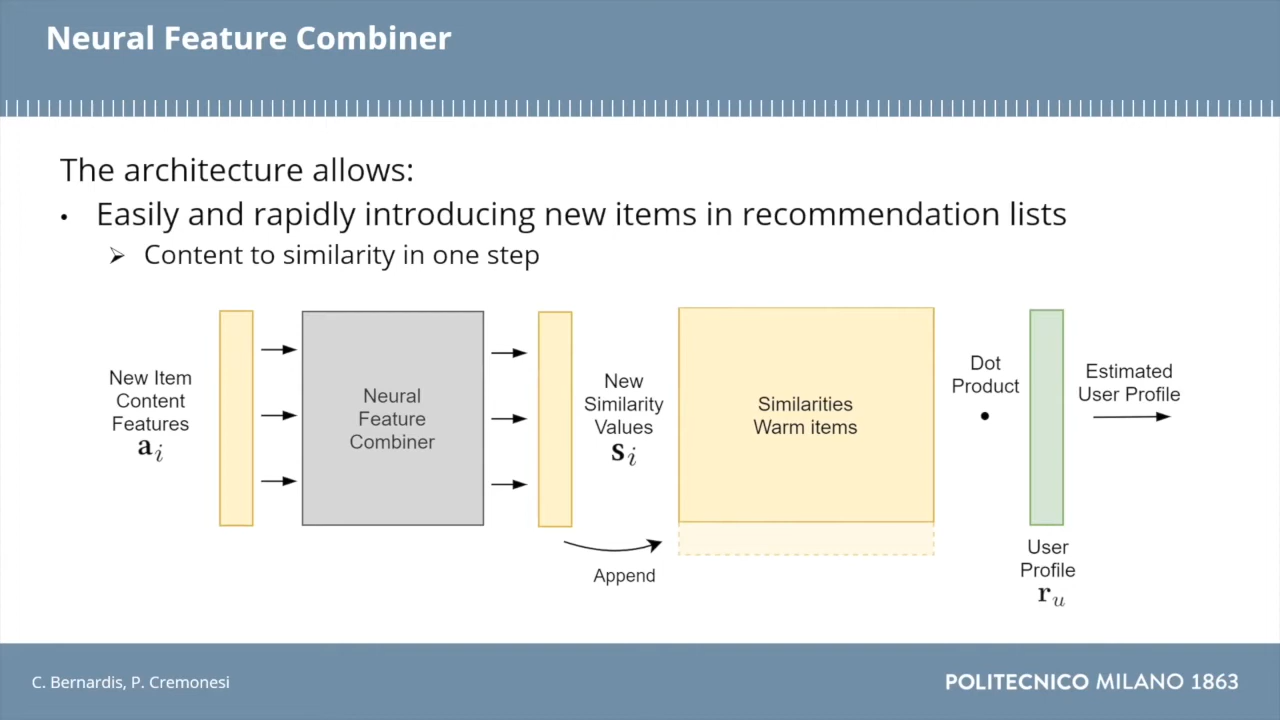 Neural Feature Combiner
The architecture allows:
• Easily and rapidly introducing new items in recommendation lists
➢ Content to similarity in one step
New Item
Content
Features
a_i
Neural
Feature
Combiner
New
Similarity
Values
s_i
Append
Similarities
Warm items
Dot
Product
•
User
Profile
r_u
Estimated
User Profile
C. Bernardis, P. Cremonesi
POLITECNICO MILANO 1863